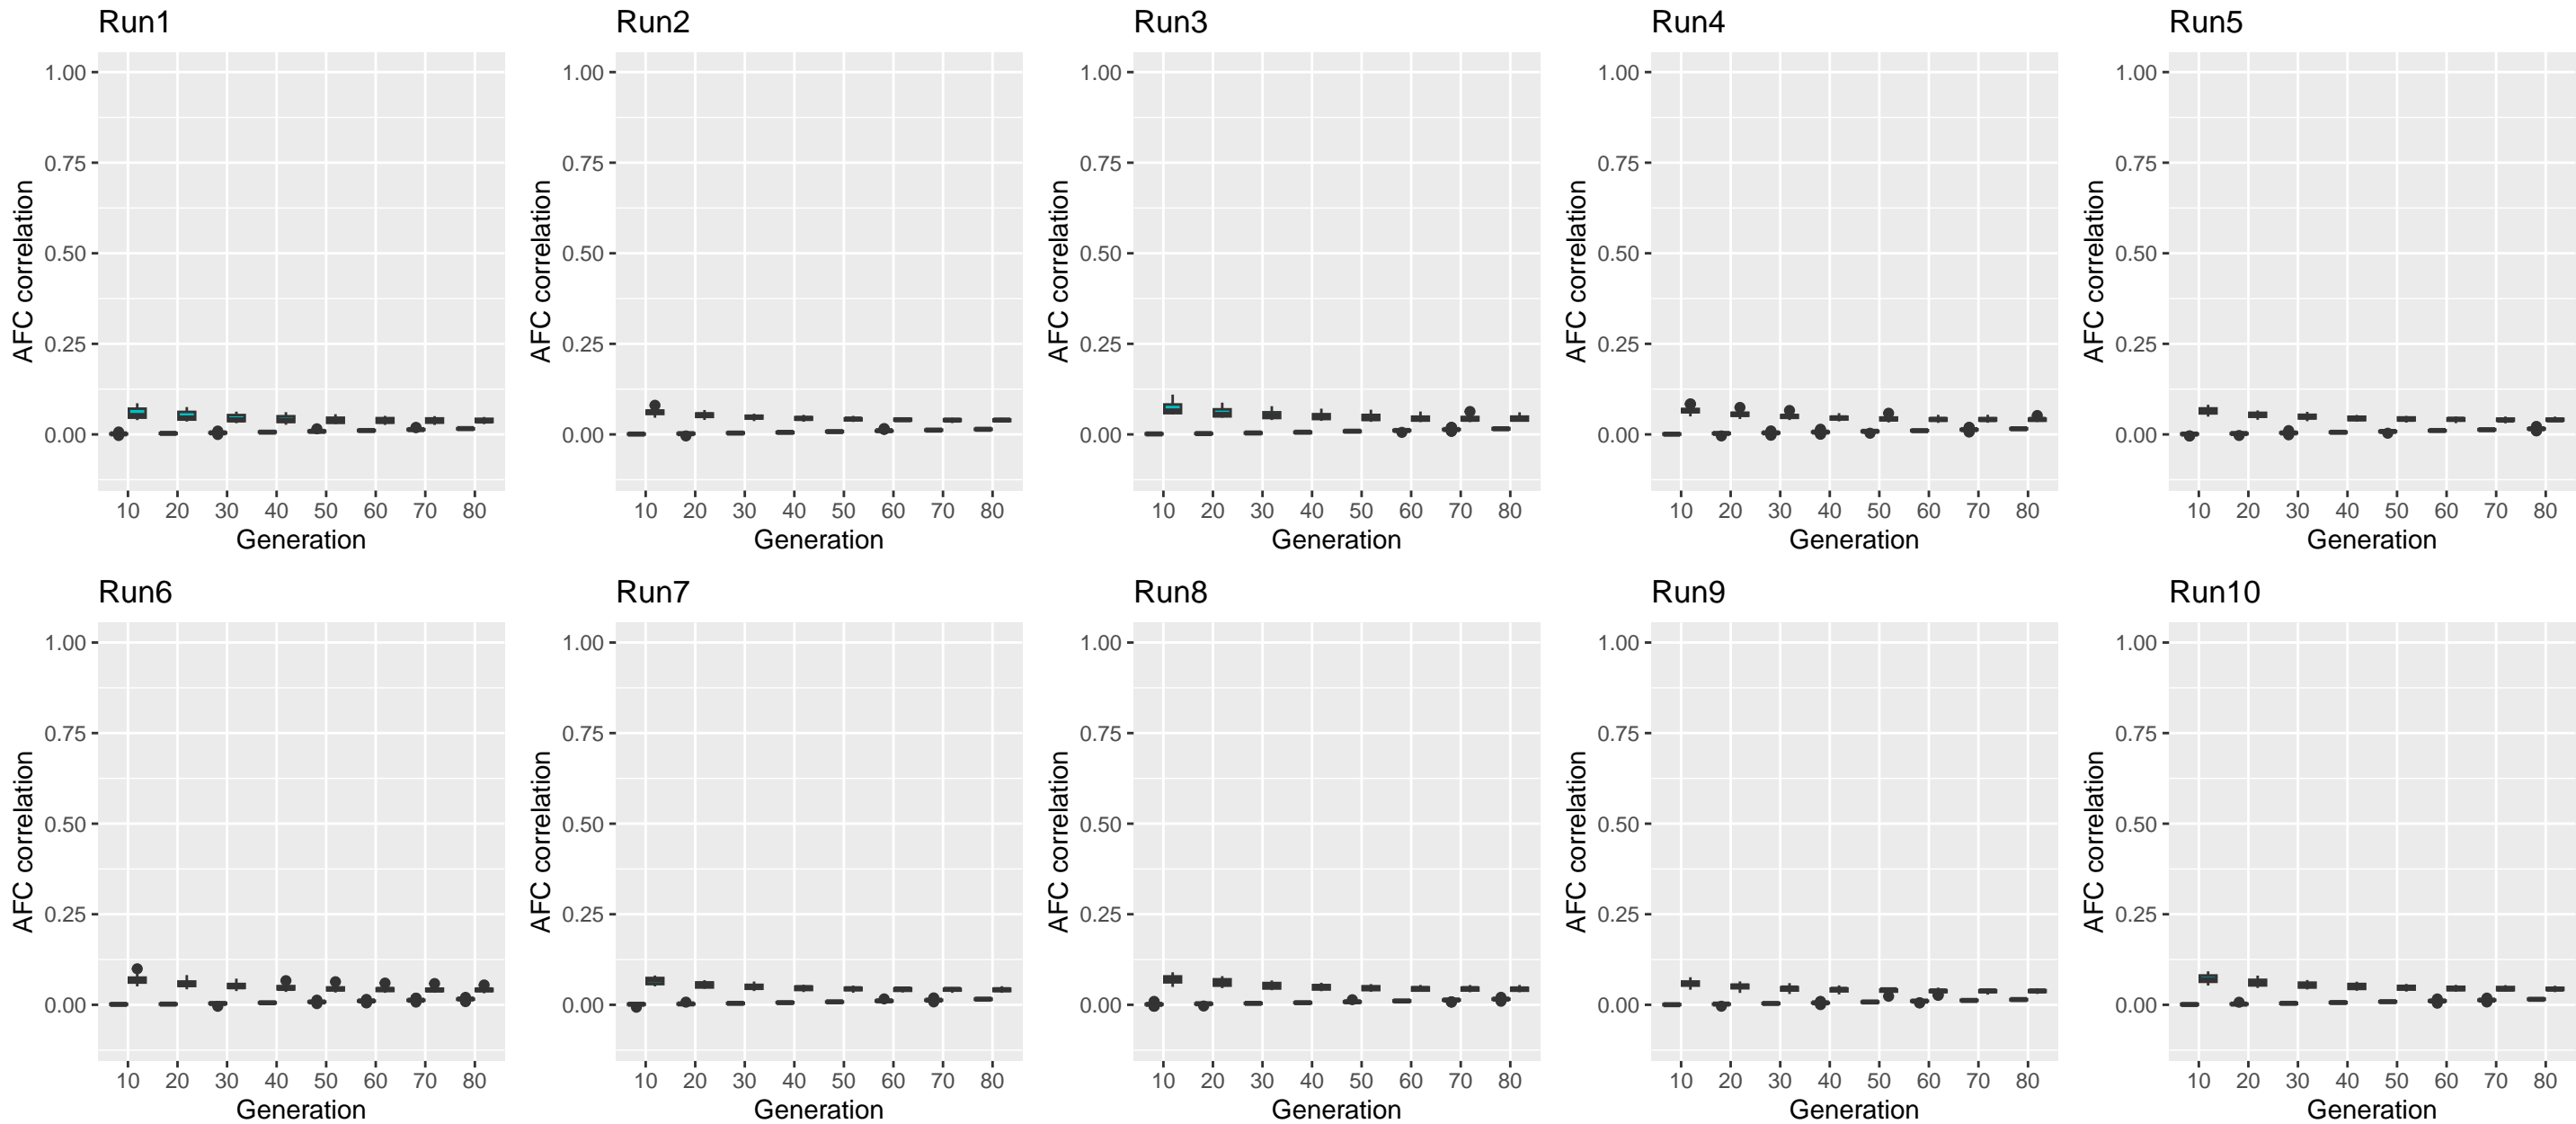 Run1 Run2 Run3 Run4 Run5
1.00 1.00 1.00 1.00 1.00
0.75 0.75 0.75 0.75 0.75
0.50 0.50 0.50 0.50 0.50
0.25 0.25 0.25 0.25 0.25
0.00 0.00 0.00 0.00 0.00
AFC correlation AFC correlation AFC correlation AFC correlation AFC correlation
10 20 30 40 50 60 70 80 10 20 30 40 50 60 70 80 10 20 30 40 50 60 70 80 10 20 30 40 50 60 70 80 10 20 30 40 50 60 70 80
Generation Generation Generation Generation Generation
Run6 Run7 Run8 Run9 Run10
1.00 1.00 1.00 1.00 1.00
0.75 0.75 0.75 0.75 0.75
0.50 0.50 0.50 0.50 0.50
0.25 0.25 0.25 0.25 0.25
0.00 0.00 0.00 0.00 0.00
AFC correlation AFC correlation AFC correlation AFC correlation AFC correlation
10 20 30 40 50 60 70 80 10 20 30 40 50 60 70 80 10 20 30 40 50 60 70 80 10 20 30 40 50 60 70 80 10 20 30 40 50 60 70 80
Generation Generation Generation Generation Generation